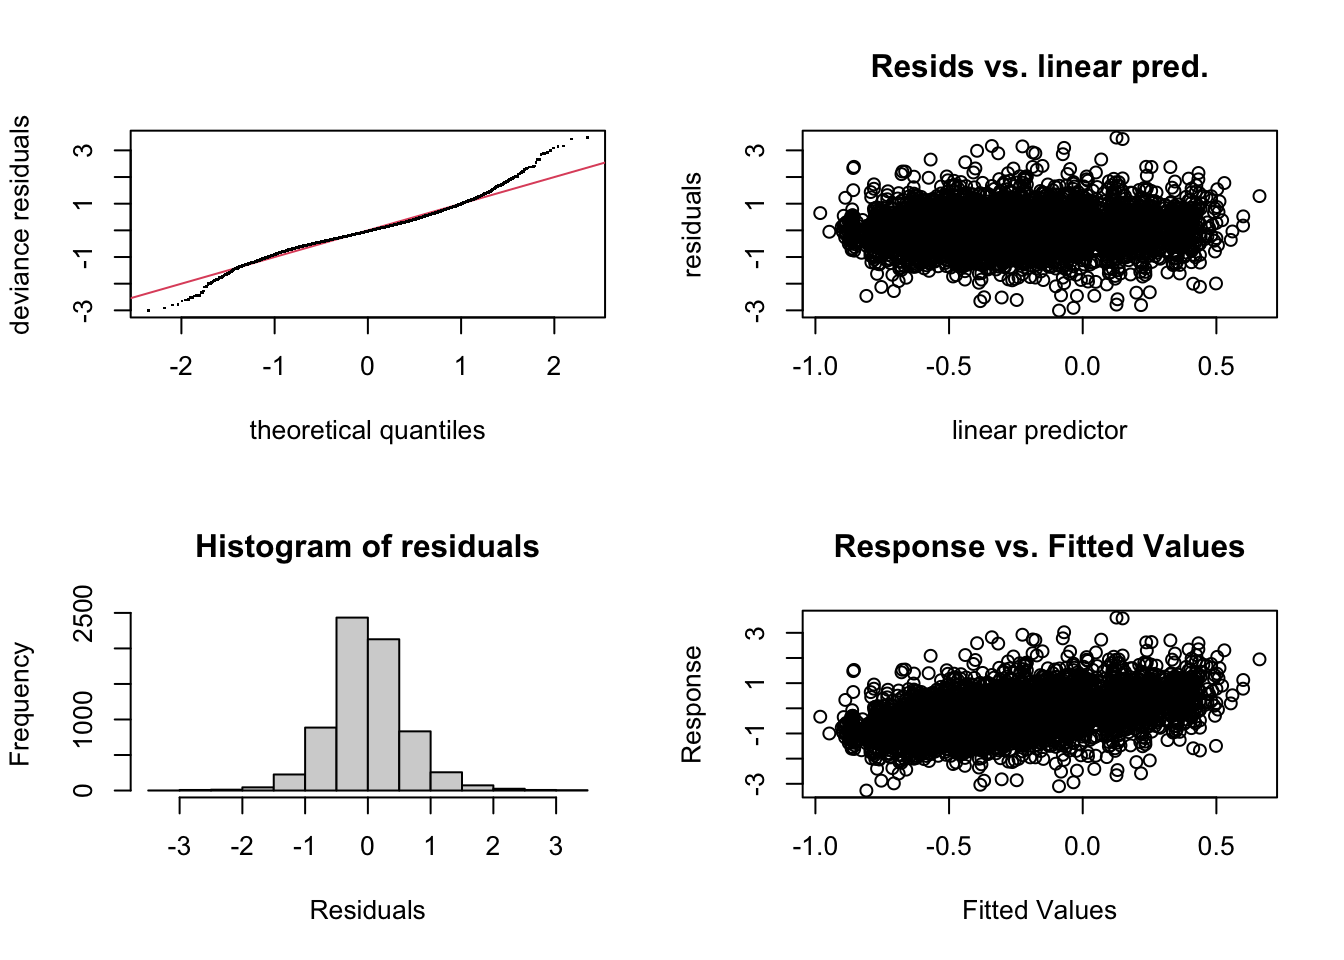 deviance residuals
3
1
-1
-3
-2 -1 0 1 2
theoretical quantiles
Resids vs. linear pred.
residuals
3
1
-1
-3
-1.0 -0.5 0.0 0.5
linear predictor
Histogram of residuals
Frequency
2500
1000
0
-3 -2 -1 0 1 2 3
Residuals
Response vs. Fitted Values
Response
3
1
-1
-3
-1.0 -0.5 0.0 0.5
Fitted Values